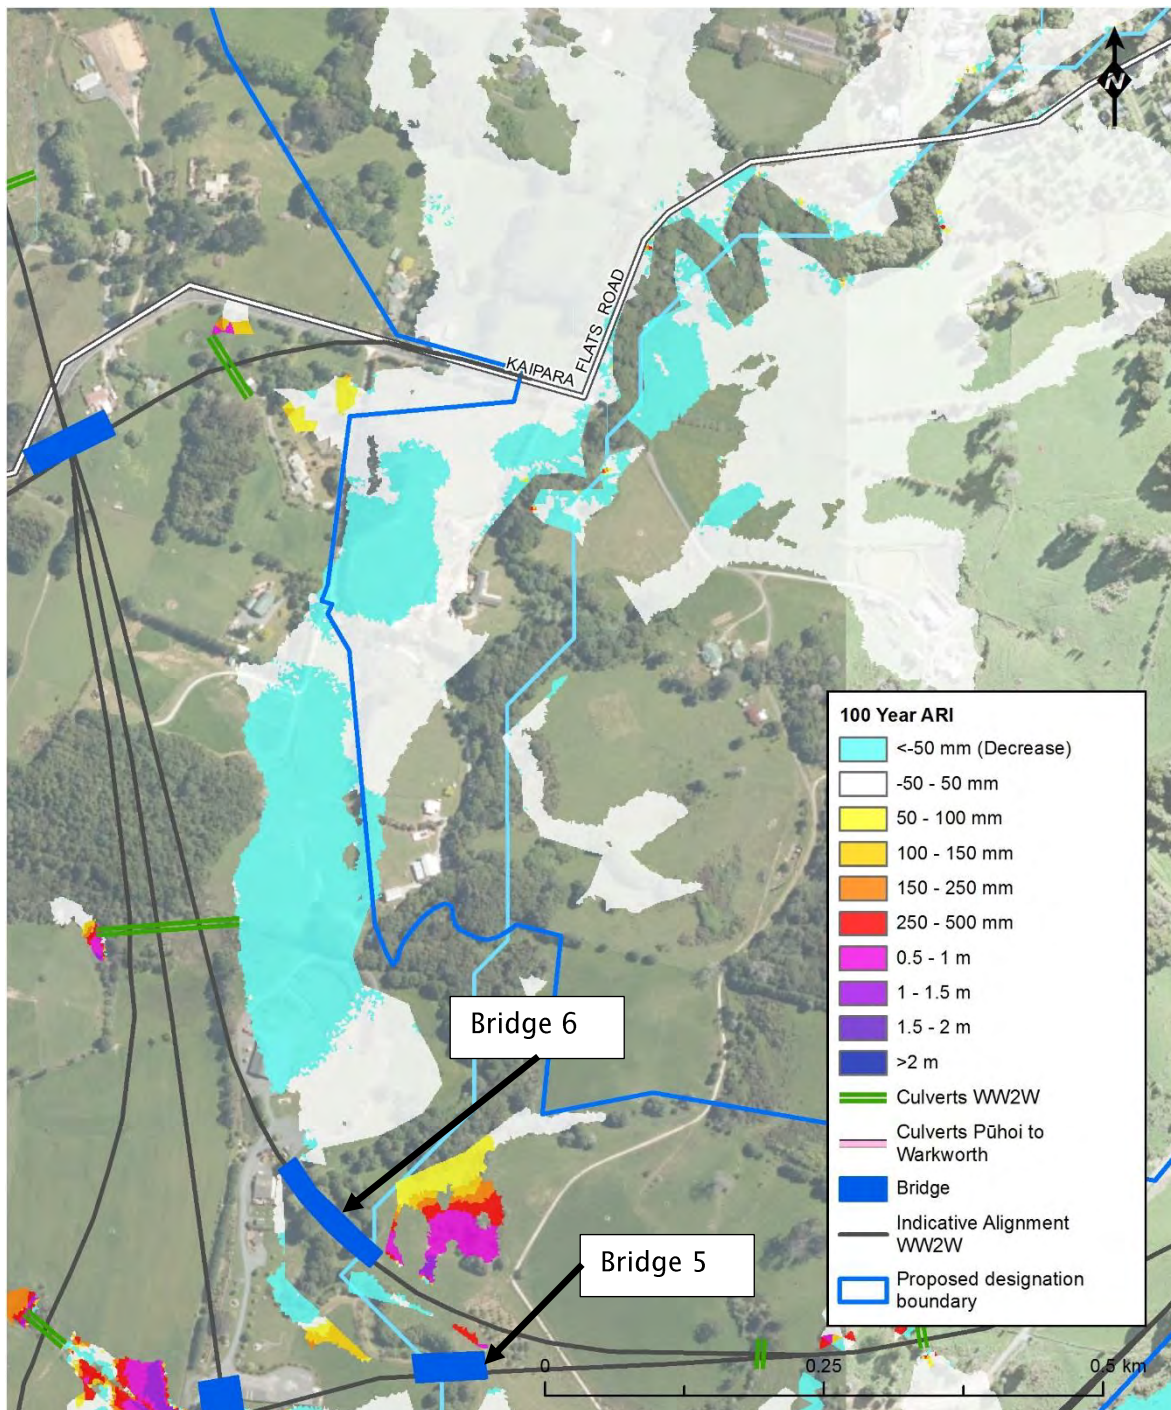 N
KAIPARA FLATS ROAD
100 Year ARI
<-50 mm (Decrease)
-50 - 50 mm
50 - 100 mm
100 - 150 mm
150 - 250 mm
250 - 500 mm
0.5 - 1 m
1 - 1.5 m
1.5 - 2 m
>2 m
Culverts WW2W
Culverts Pūhoi to
Warkworth
Bridge
Indicative Alignment
WW2W
Proposed designation
boundary
Bridge 6
Bridge 5
0 0.25 0.5 km